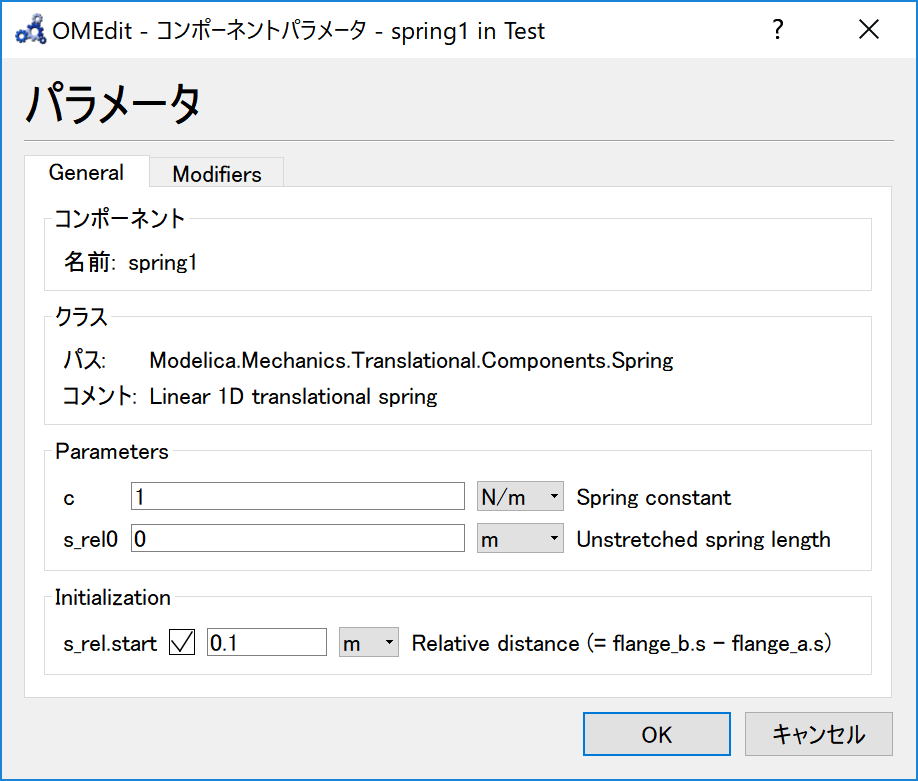 OMEdit - コンポーネントパラメータ - spring1 in Test ?
パラメータ
General Modifiers
コンポーネント
名前: spring1
クラス
パス: Modelica.Mechanics.Translational.Components.Spring
コメント: Linear 1D translational spring
Parameters
c 1 N/m Spring constant
s_rel0 0 m Unstretched spring length
Initialization
s_rel.start 0.1 m Relative distance (= flange_b.s - flange_a.s)
OK キャンセル